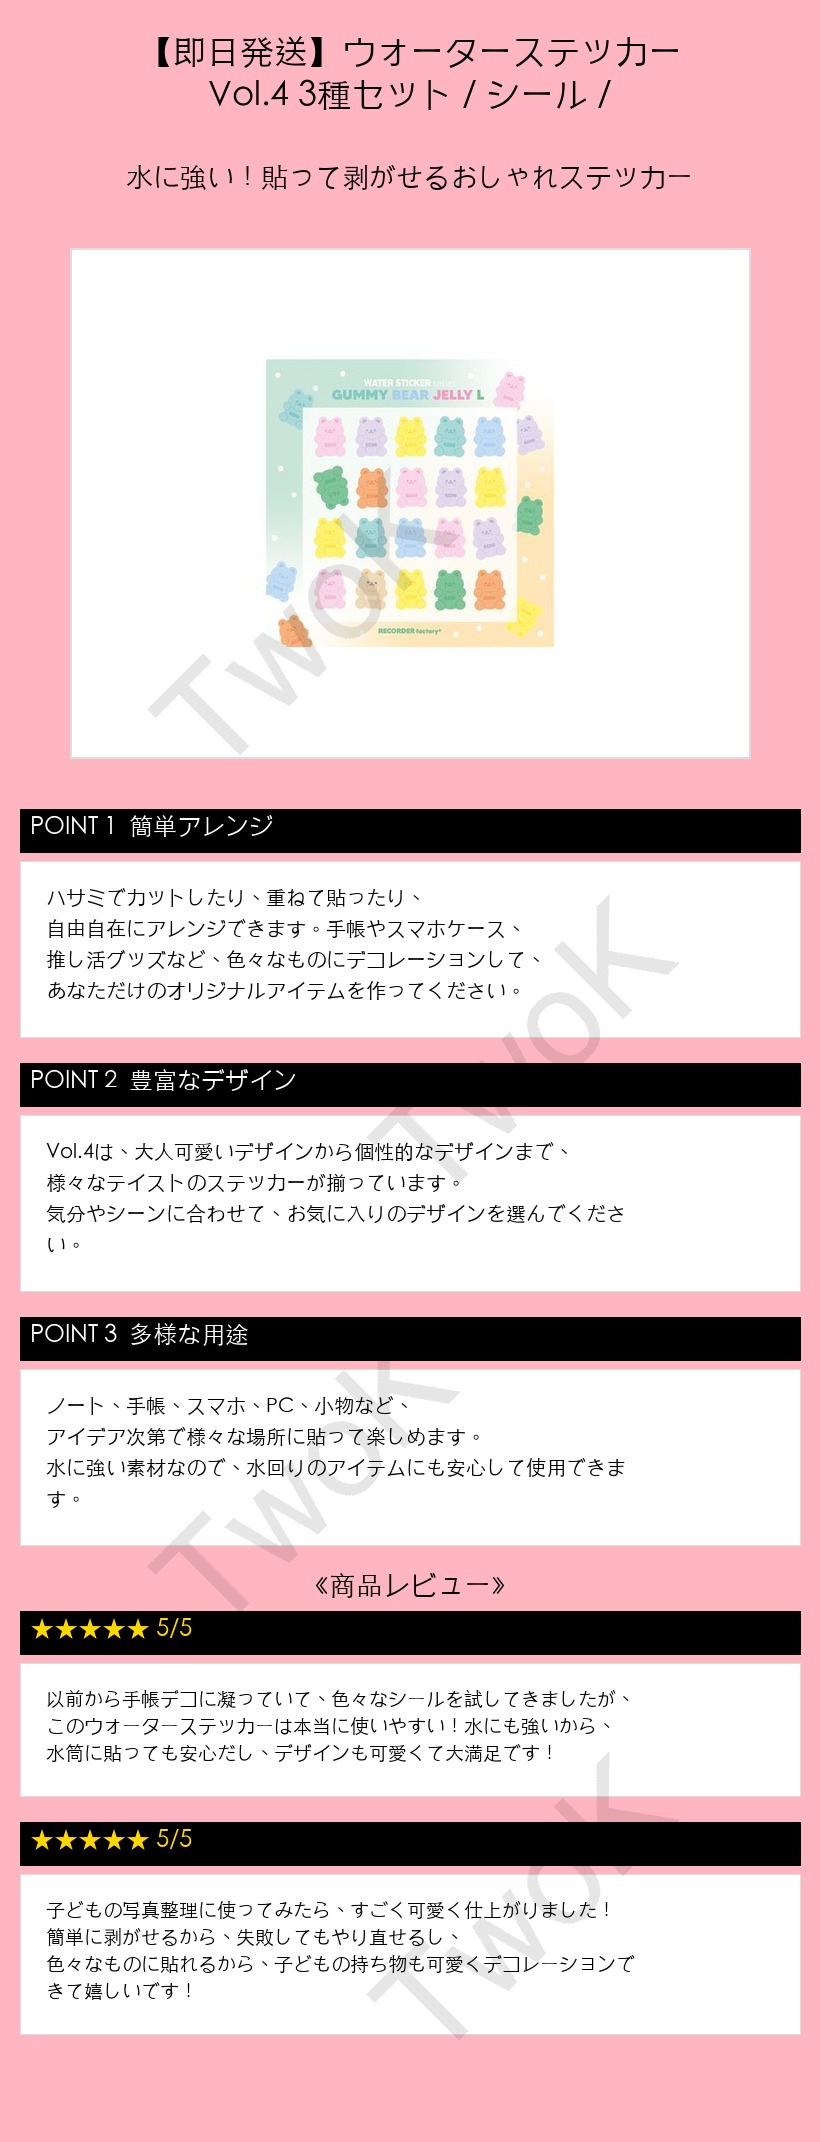 【即日発送】ウォーターステッカー
Vol.4 3種セット / シール /
水に強い！貼って剥がせるおしゃれステッカー
WATER STICKER series
GUMMY BEAR JELLY L
RECORDER factory*
TwoK
POINT 1 簡単アレンジ
ハサミでカットしたり、重ねて貼ったり、
自由自在にアレンジできます。手帳やスマホケース、
推し活グッズなど、色々なものにデコレーションして、
あなただけのオリジナルアイテムを作ってください。
TwoK
POINT 2 豊富なデザイン
Vol.4は、大人可愛いデザインから個性的なデザインまで、
様々なテイストのステッカーが揃っています。
気分やシーンに合わせて、お気に入りのデザインを選んでくださ
い。
POINT 3 多様な用途
ノート、手帳、スマホ、PC、小物など、
アイデア次第で様々な場所に貼って楽しめます。
水に強い素材なので、水回りのアイテムにも安心して使用できま
す。
TwoK
《商品レビュー》
★★★★★ 5/5
以前から手帳デコに凝っていて、色々なシールを試してきましたが、
このウォーターステッカーは本当に使いやすい！水にも強いから、
水筒に貼っても安心だし、デザインも可愛くて大満足です！
★★★★★ 5/5
子どもの写真整理に使ってみたら、すごく可愛く仕上がりました！
簡単に剥がせるから、失敗してもやり直せるし、
色々なものに貼れるから、子どもの持ち物も可愛くデコレーションで
きて嬉しいです！
TwoK